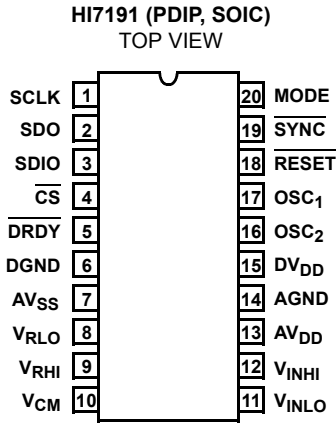 HI7191 (PDIP, SOIC)
TOP VIEW
SCLK 1 20 MODE
SDO 2 19 SYNC
SDIO 3 18 RESET
CS 4 17 OSC1
DRDY 5 16 OSC2
DGND 6 15 DVDD
AVSS 7 14 AGND
VRLO 8 13 AVDD
VRHI 9 12 VINHI
VCM 10 11 VINLO